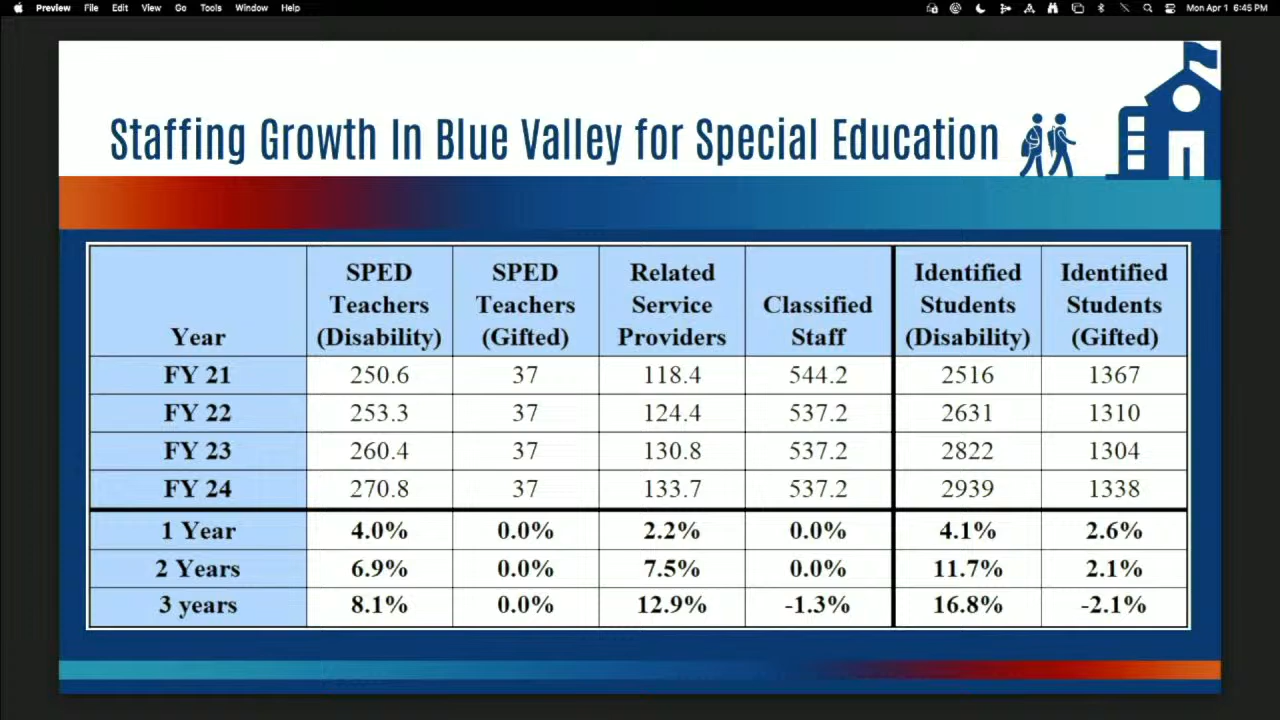 Preview File Edit View Go Tools Window Help Mon Apr 1 6:45 PM
Staffing Growth In Blue Valley for Special Education
Year SPED Teachers (Disability) SPED Teachers (Gifted) Related Service Providers Classified Staff Identified Students (Disability) Identified Students (Gifted)
FY 21 250.6 37 118.4 544.2 2516 1367
FY 22 253.3 37 124.4 537.2 2631 1310
FY 23 260.4 37 130.8 537.2 2822 1304
FY 24 270.8 37 133.7 537.2 2939 1338
1 Year 4.0% 0.0% 2.2% 0.0% 4.1% 2.6%
2 Years 6.9% 0.0% 7.5% 0.0% 11.7% 2.1%
3 years 8.1% 0.0% 12.9% -1.3% 16.8% -2.1%